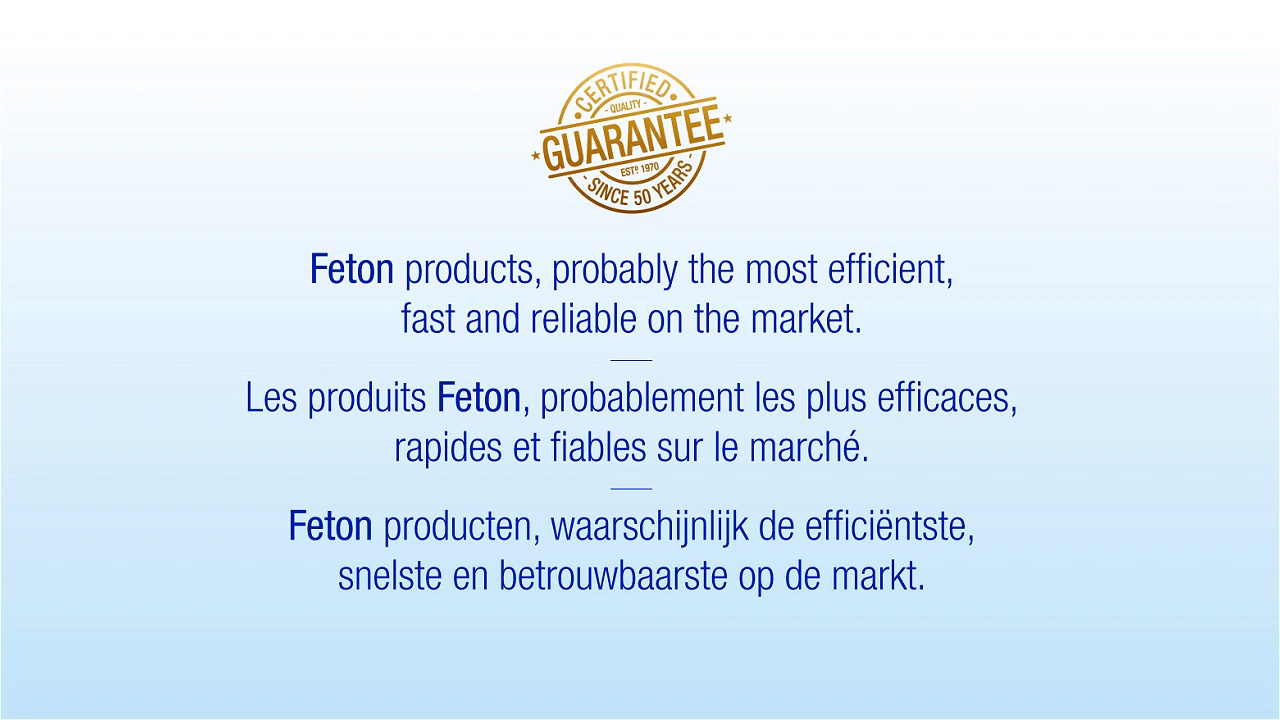 CERTIFIED
- QUALITY -
GUARANTEE
ESTD 1970
- SINCE 50 YEARS -
Feton products, probably the most efficient,
fast and reliable on the market.
Les produits Feton, probablement les plus efficaces,
rapides et fiables sur le marché.
Feton producten, waarschijnlijk de efficiëntste,
snelste en betrouwbaarste op de markt.